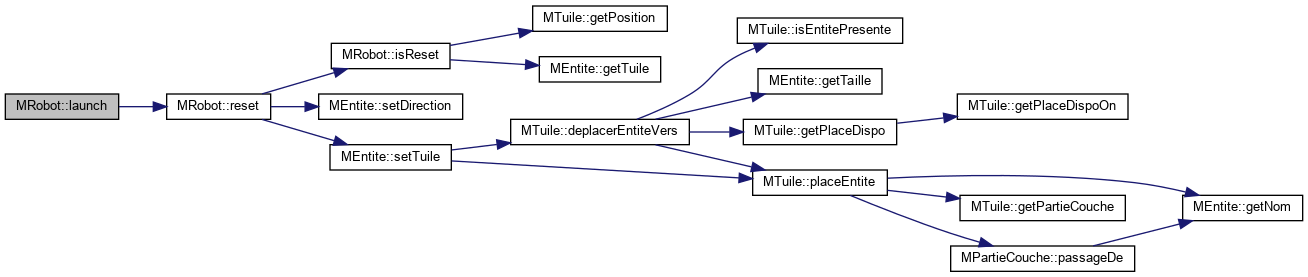 MTuile::getPosition
MTuile::isEntitePresente
MRobot::isReset
MEntite::getTuile
MEntite::getTaille
MRobot::launch
MRobot::reset
MEntite::setDirection
MTuile::getPlaceDispoOn
MTuile::deplacerEntiteVers
MTuile::getPlaceDispo
MEntite::setTuile
MTuile::placeEntite
MTuile::getPartieCouche
MEntite::getNom
MPartieCouche::passageDe